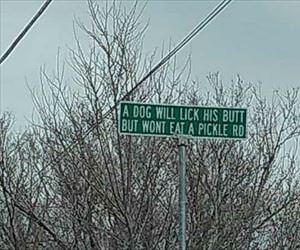 A DOG WILL LICK HIS BUTT
BUT WONT EAT A PICKLE RD